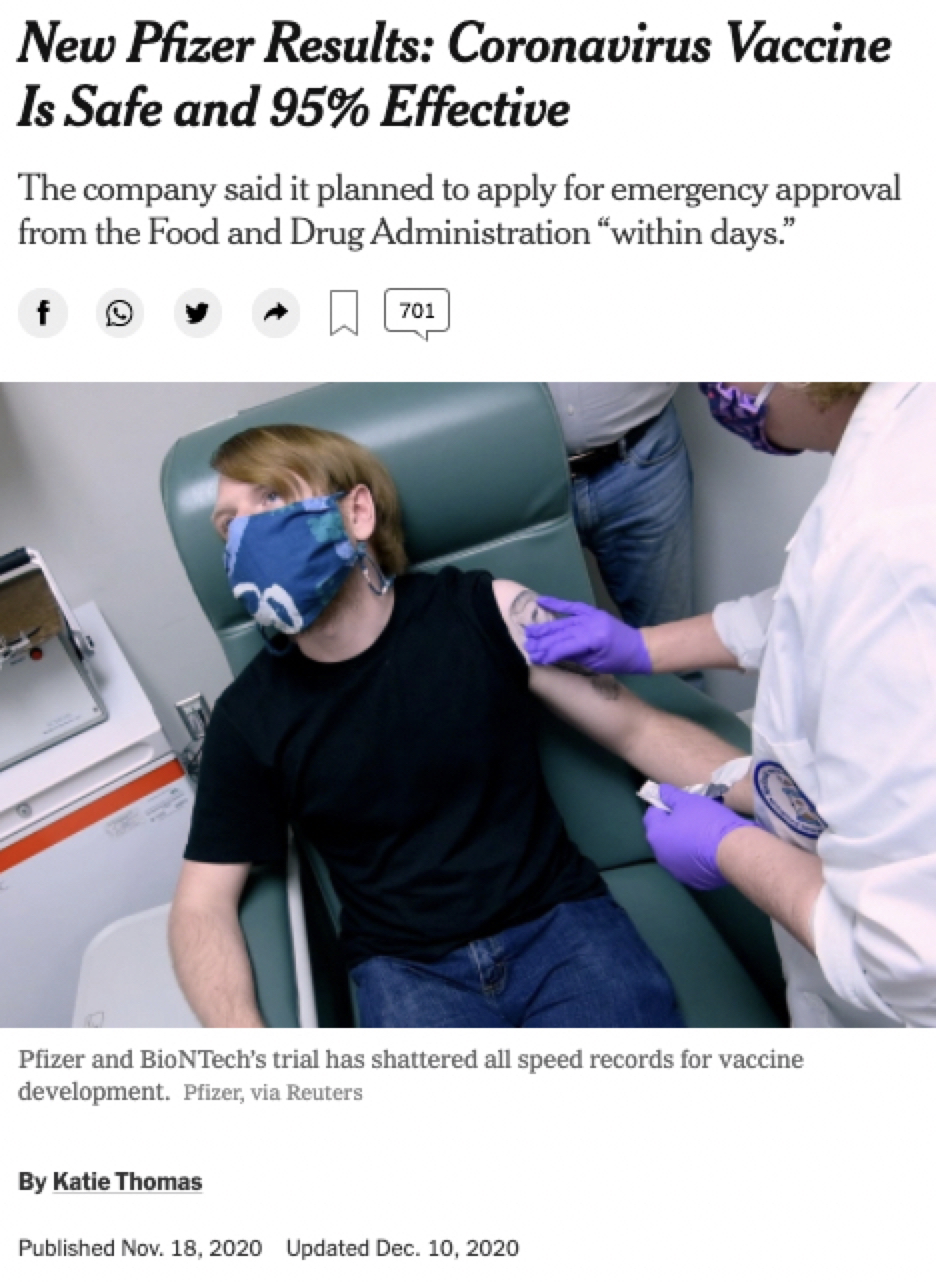 New Pfizer Results: Coronavirus Vaccine
Is Safe and 95% Effective
The company said it planned to apply for emergency approval
from the Food and Drug Administration “within days.”
701
Pfizer and BioNTech’s trial has shattered all speed records for vaccine
development. Pfizer, via Reuters
By Katie Thomas
Published Nov. 18, 2020 Updated Dec. 10, 2020